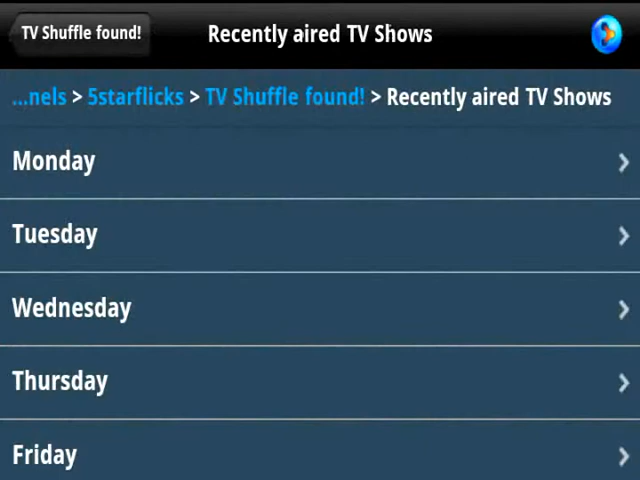 TV Shuffle found!
Recently aired TV Shows
...nels > 5starflicks > TV Shuffle found! > Recently aired TV Shows
Monday
Tuesday
Wednesday
Thursday
Friday